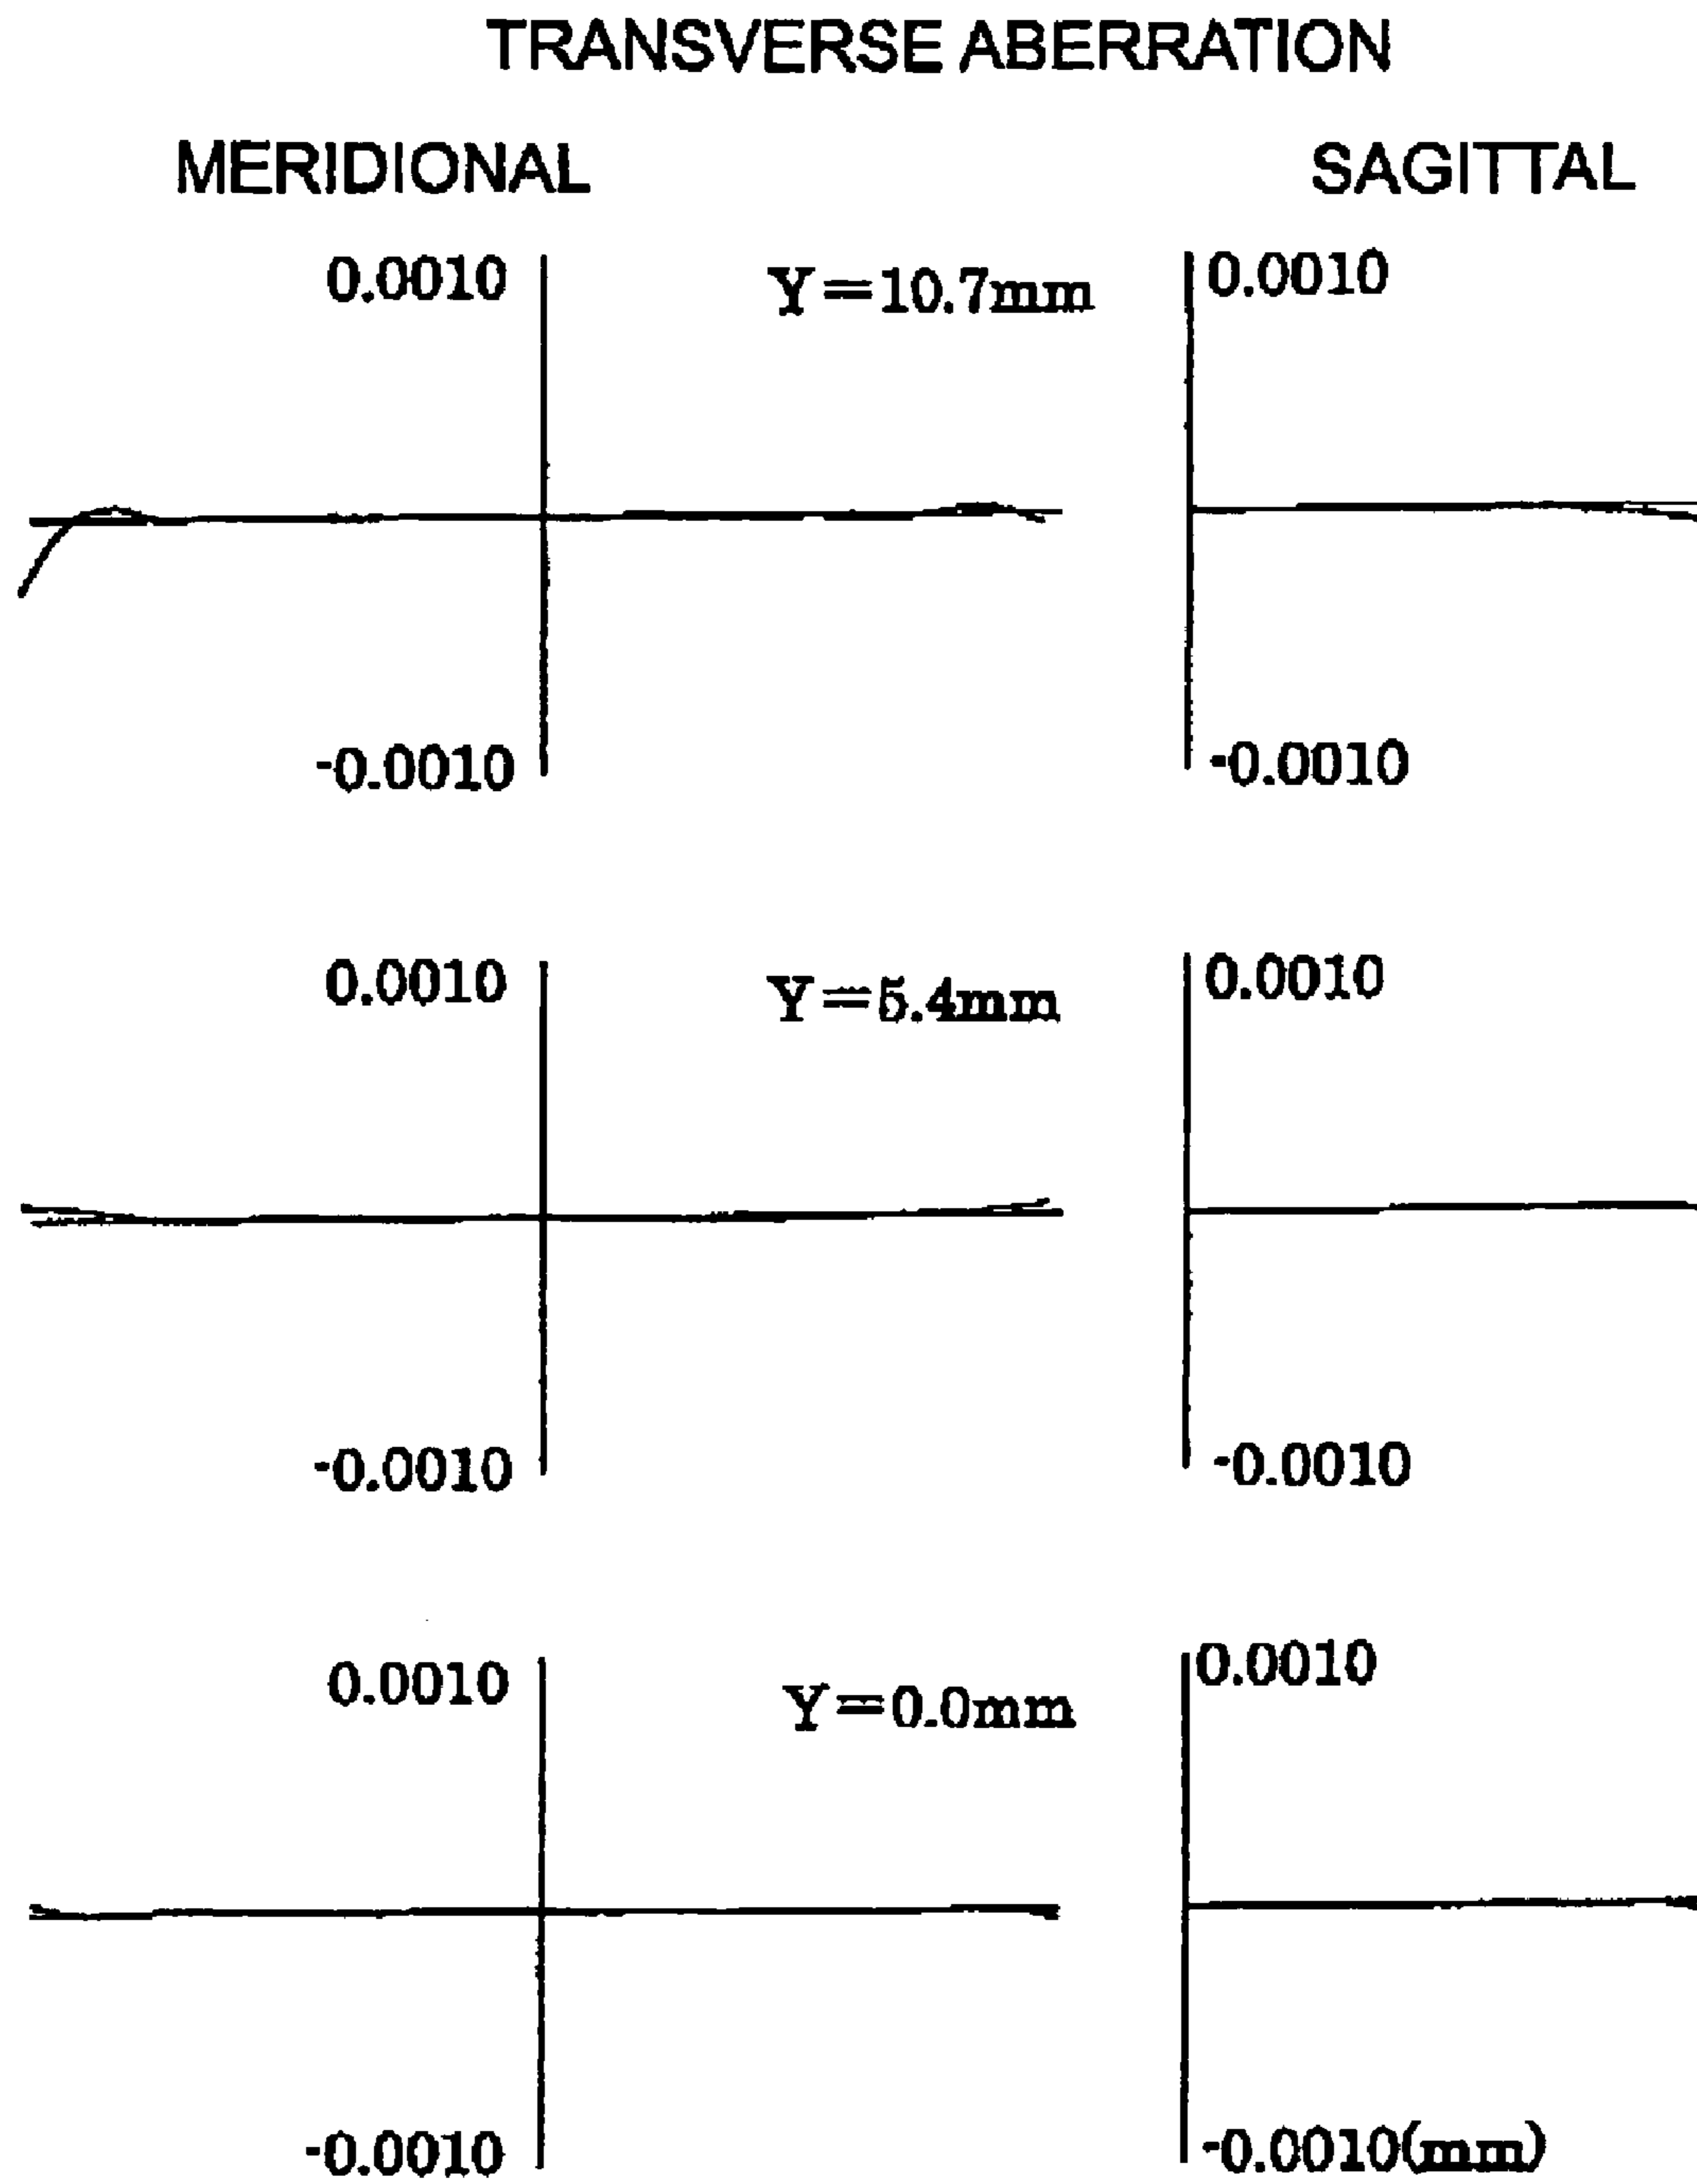 TRANSVERSE ABERRATION
MERIDIONAL SAGITTAL
0.0010 Y=10.7mm 0.0010
-0.0010 -0.0010
0.0010 Y=5.4mm 0.0010
-0.0010 -0.0010
0.0010 Y=0.0mm 0.0010
-0.0010 -0.0010(mm)